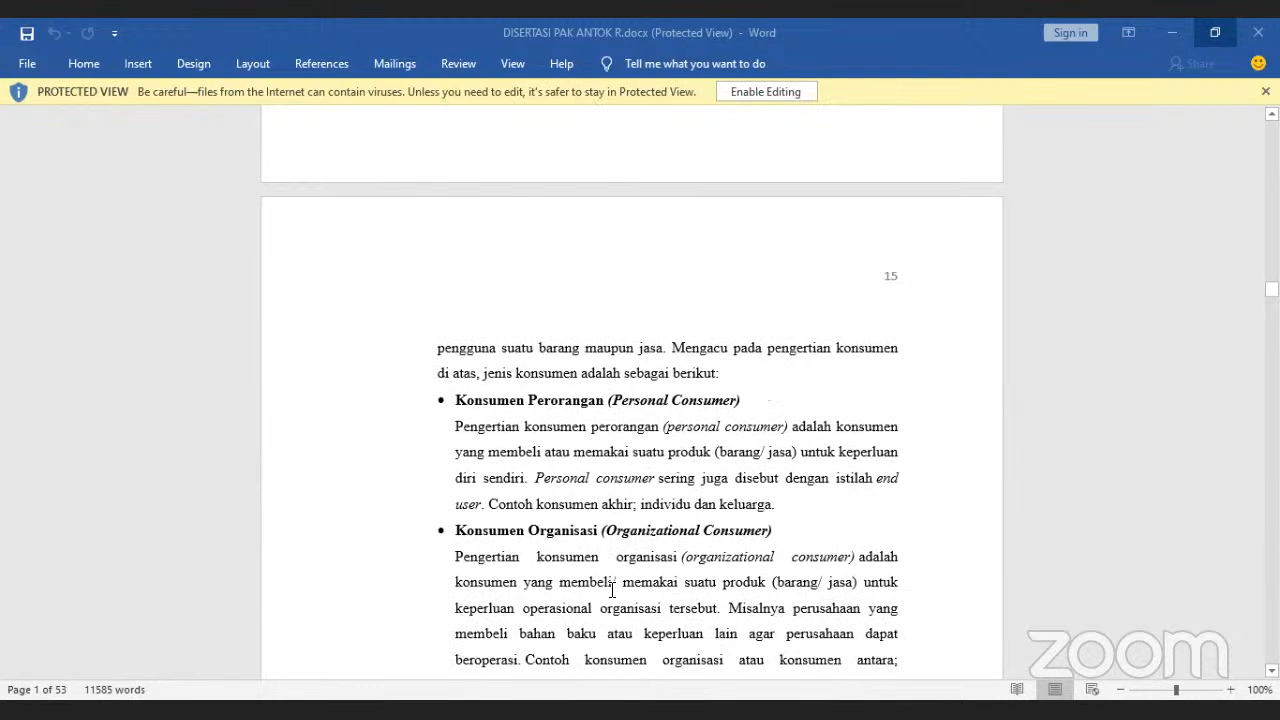 DISERTASI PAK ANTOK R.docx (Protected View) - Word
Sign in
File Home Insert Design Layout References Mailings Review View Help Tell me what you want to do Share
PROTECTED VIEW Be careful—files from the Internet can contain viruses. Unless you need to edit, it's safer to stay in Protected View. Enable Editing
15
pengguna suatu barang maupun jasa. Mengacu pada pengertian konsumen
di atas, jenis konsumen adalah sebagai berikut:
• Konsumen Perorangan (Personal Consumer)
Pengertian konsumen perorangan (personal consumer) adalah konsumen
yang membeli atau memakai suatu produk (barang/ jasa) untuk keperluan
diri sendiri. Personal consumer sering juga disebut dengan istilah end
user. Contoh konsumen akhir; individu dan keluarga.
• Konsumen Organisasi (Organizational Consumer)
Pengertian konsumen organisasi (organizational consumer) adalah
konsumen yang membeli/ memakai suatu produk (barang/ jasa) untuk
keperluan operasional organisasi tersebut. Misalnya perusahaan yang
membeli bahan baku atau keperluan lain agar perusahaan dapat
beroperasi. Contoh konsumen organisasi atau konsumen antara;
zoom
Page 1 of 53 11585 words 100%